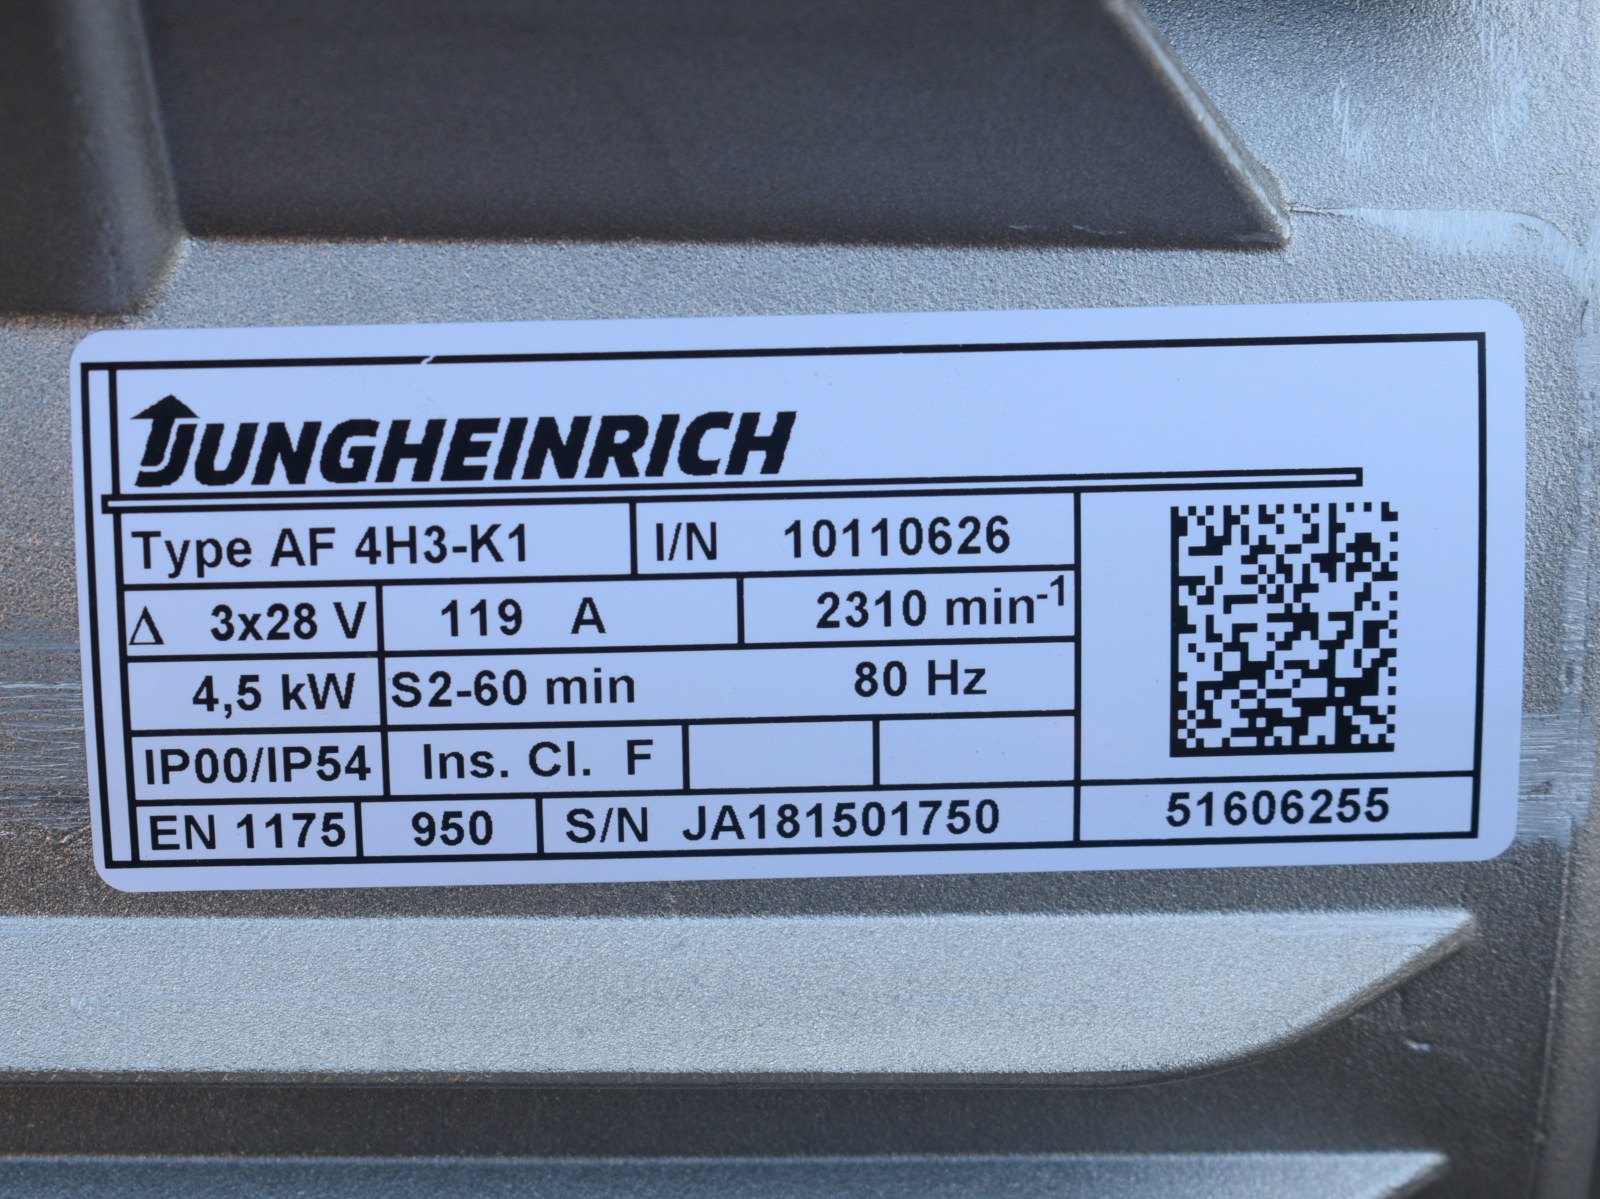 JUNGHEINRICH
Type AF 4H3-K1 I/N 10110626
Δ 3x28 V 119 A 2310 min-1
4,5 kW S2-60 min 80 Hz
IP00/IP54 Ins. Cl. F
EN 1175 950 S/N JA181501750 51606255